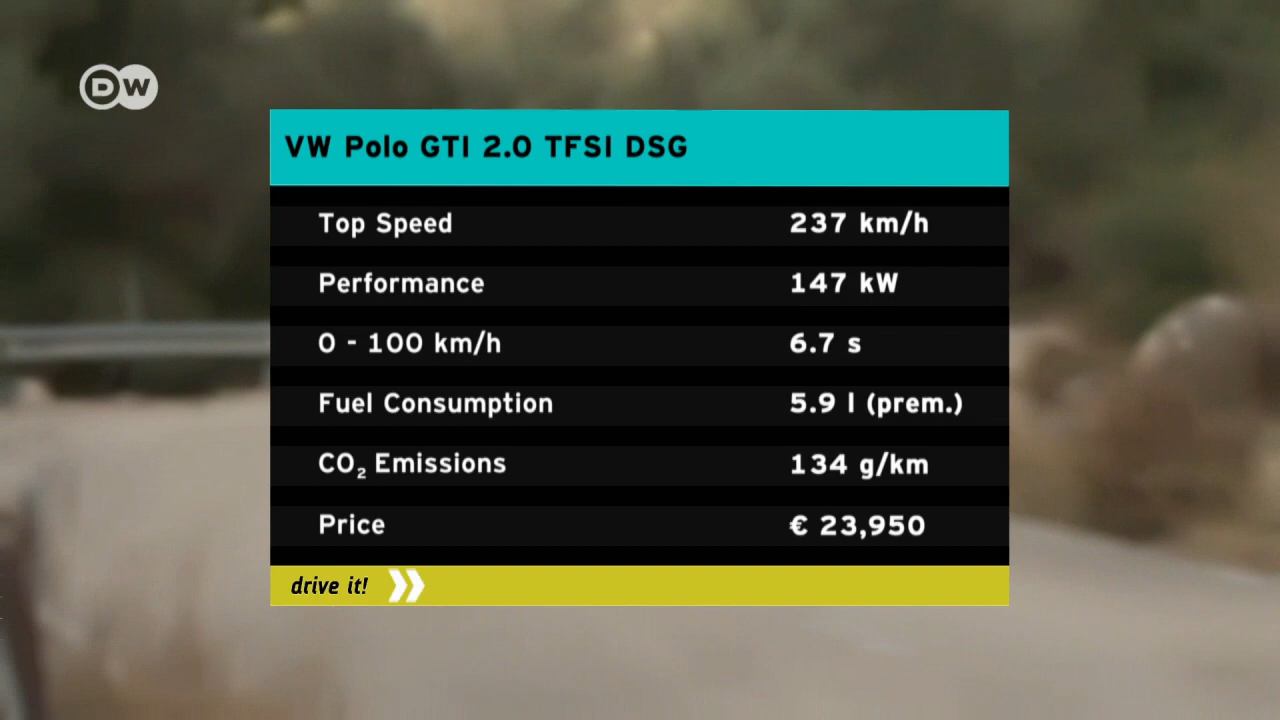 DW
VW Polo GTI 2.0 TFSI DSG
Top Speed 237 km/h
Performance 147 kW
0 - 100 km/h 6.7 s
Fuel Consumption 5.9 l (prem.)
CO₂ Emissions 134 g/km
Price € 23,950
drive it!